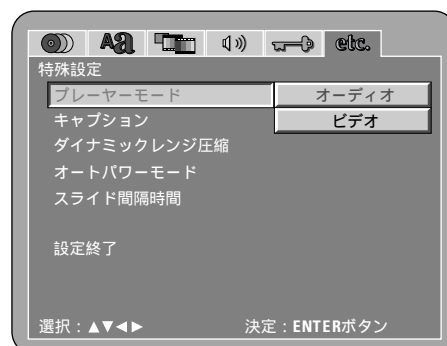 Aa etc.
特殊設定
プレーヤーモード オーディオ
キャプション ビデオ
ダイナミックレンジ圧縮
オートパワーモード
スライド間隔時間
設定終了
選択：▲▼◀▶ 決定：ENTERボタン